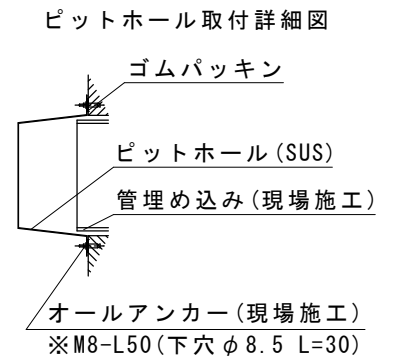 ピットホール取付詳細図
ゴムパッキン
ピットホール(SUS)
管埋め込み(現場施工)
オールアンカー(現場施工)
※M8-L50(下穴φ8.5 L=30)